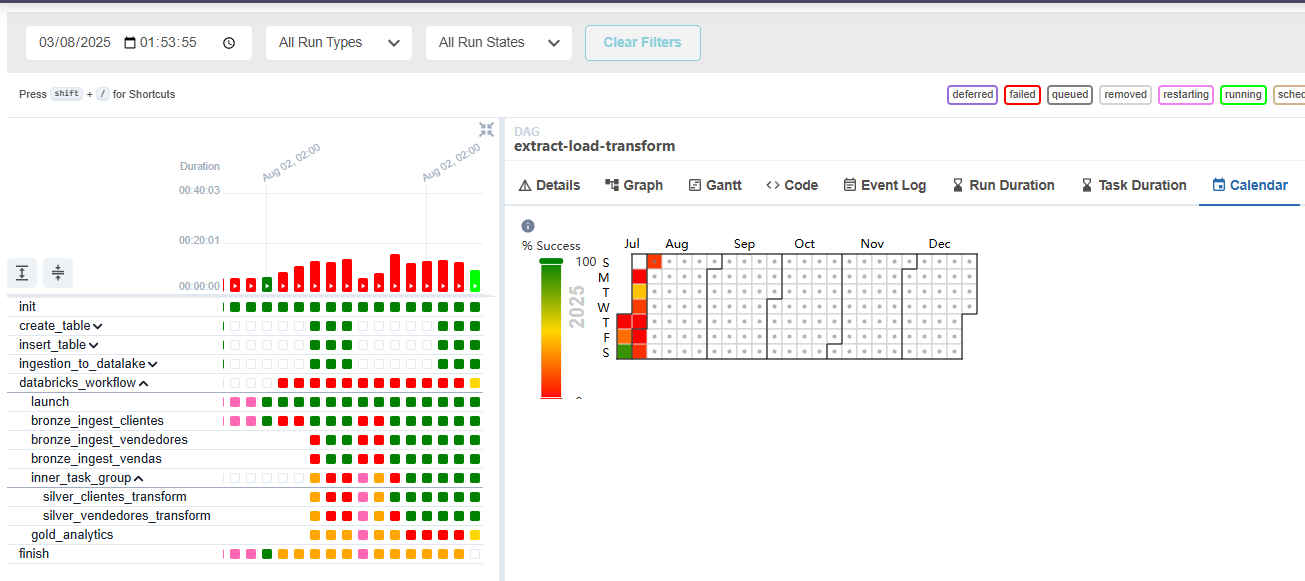 03/08/2025 01:53:55 All Run Types All Run States Clear Filters
Press shift + / for Shortcuts
deferred failed queued removed restarting running sched
DAG
extract-load-transform
Details Graph Gantt Code Event Log Run Duration Task Duration Calendar
Aug 02, 02:00 Aug 02, 02:00
Duration
00:40:03
00:20:01
00:00:00
init
create_table
insert_table
ingestion_to_datalake
databricks_workflow
launch
bronze_ingest_clientes
bronze_ingest_vendedores
bronze_ingest_vendas
inner_task_group
silver_clientes_transform
silver_vendedores_transform
gold_analytics
finish
% Success
100
2025
Jul Aug Sep Oct Nov Dec
S
M
T
W
T
F
S